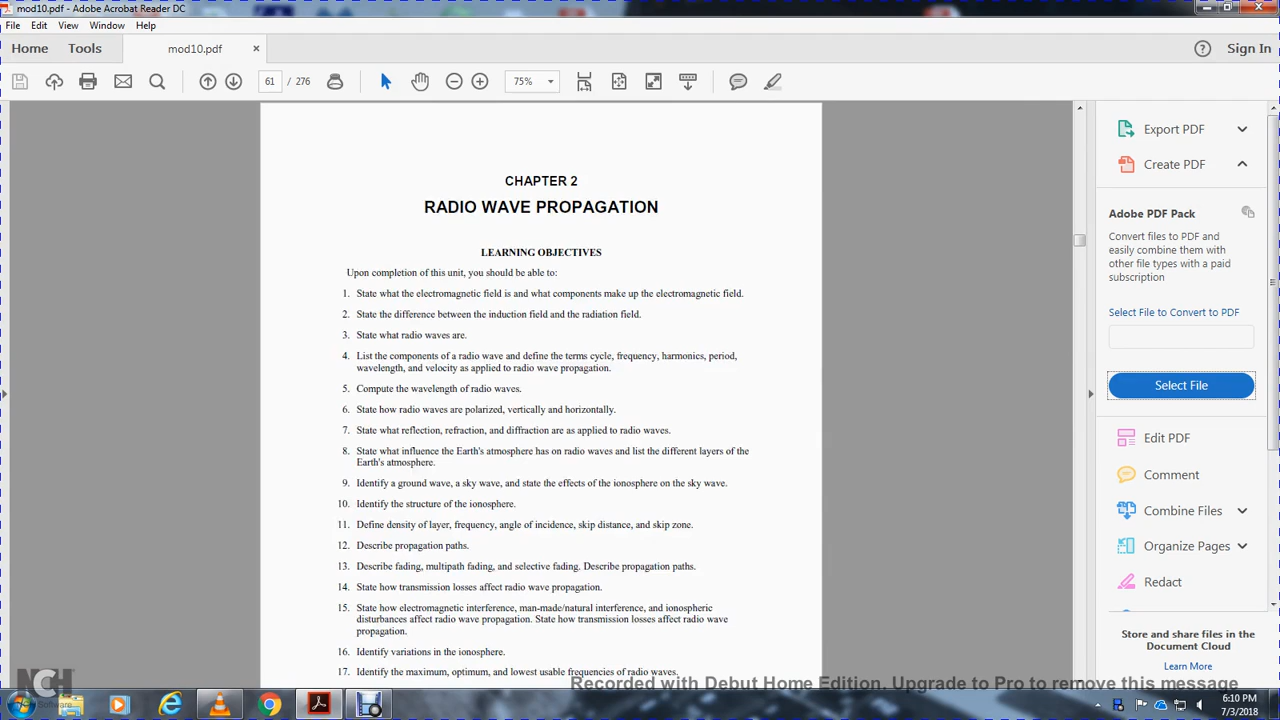 mod10.pdf - Adobe Acrobat Reader DC
File Edit View Window Help
Home Tools mod10.pdf × Sign In
61 / 276 75%
CHAPTER 2
RADIO WAVE PROPAGATION
LEARNING OBJECTIVES
Upon completion of this unit, you should be able to:
1. State what the electromagnetic field is and what components make up the electromagnetic field.
2. State the difference between the induction field and the radiation field.
3. State what radio waves are.
4. List the components of a radio wave and define the terms cycle, frequency, harmonics, period,
wavelength, and velocity as applied to radio wave propagation.
5. Compute the wavelength of radio waves.
6. State how radio waves are polarized, vertically and horizontally.
7. State what reflection, refraction, and diffraction are as applied to radio waves.
8. State what influence the Earth's atmosphere has on radio waves and list the different layers of the
Earth's atmosphere.
9. Identify a ground wave, a sky wave, and state the effects of the ionosphere on the sky wave.
10. Identify the structure of the ionosphere.
11. Define density of layer, frequency, angle of incidence, skip distance, and skip zone.
12. Describe propagation paths.
13. Describe fading, multipath fading, and selective fading. Describe propagation paths.
14. State how transmission losses affect radio wave propagation.
15. State how electromagnetic interference, man-made/natural interference, and ionospheric
disturbances affect radio wave propagation. State how transmission losses affect radio wave
propagation.
16. Identify variations in the ionosphere.
17. Identify the maximum, optimum, and lowest usable frequencies of radio waves.
Export PDF
Create PDF
Adobe PDF Pack
Convert files to PDF and
easily combine them with
other file types with a paid
subscription
Select File to Convert to PDF
Select File
Edit PDF
Comment
Combine Files
Organize Pages
Redact
Store and share files in the
Document Cloud
Learn More
NCH
Software
Recorded with Debut Home Edition. Upgrade to Pro to remove this message
6:10 PM
7/3/2018